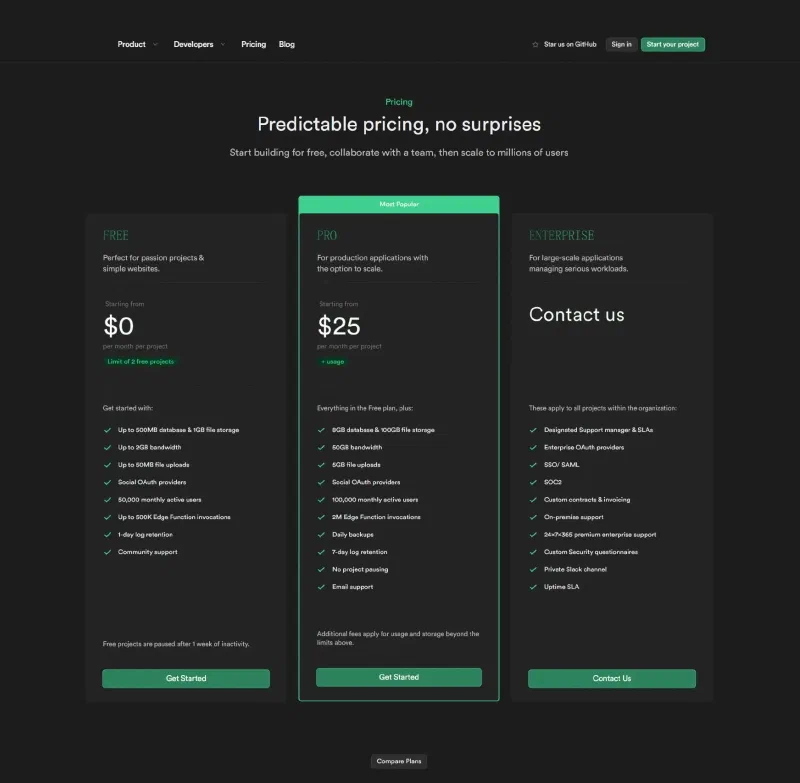 Product
Developers
Pricing
Blog
Star us on GitHub
Sign in
Start your project
Pricing
Predictable pricing, no surprises
Start building for free, collaborate with a team, then scale to millions of users
FREE
Perfect for passion projects &
simple websites.
Starting from
$0
per month per project
Limit of 2 free projects
Get started with:
Up to 500MB database & 1GB file storage
Up to 2GB bandwidth
Up to 50MB file uploads
Social OAuth providers
50,000 monthly active users
Up to 500K Edge Function invocations
1-day log retention
Community support
Free projects are paused after 1 week of inactivity.
Get Started
Most Popular
PRO
For production applications with
the option to scale.
Starting from
$25
per month per project
+ usage
Everything in the Free plan, plus:
8GB database & 100GB file storage
50GB bandwidth
5GB file uploads
Social OAuth providers
100,000 monthly active users
2M Edge Function invocations
Daily backups
7-day log retention
No project pausing
Email support
Additional fees apply for usage and storage beyond the
limits above.
Get Started
ENTERPRISE
For large-scale applications
managing serious workloads.
Contact us
These apply to all projects within the organization:
Designated Support manager & SLAs
Enterprise OAuth providers
SSO/ SAML
SOC2
Custom contracts & invoicing
On-premise support
24×7×365 premium enterprise support
Custom Security questionnaires
Private Slack channel
Uptime SLA
Contact Us
Compare Plans